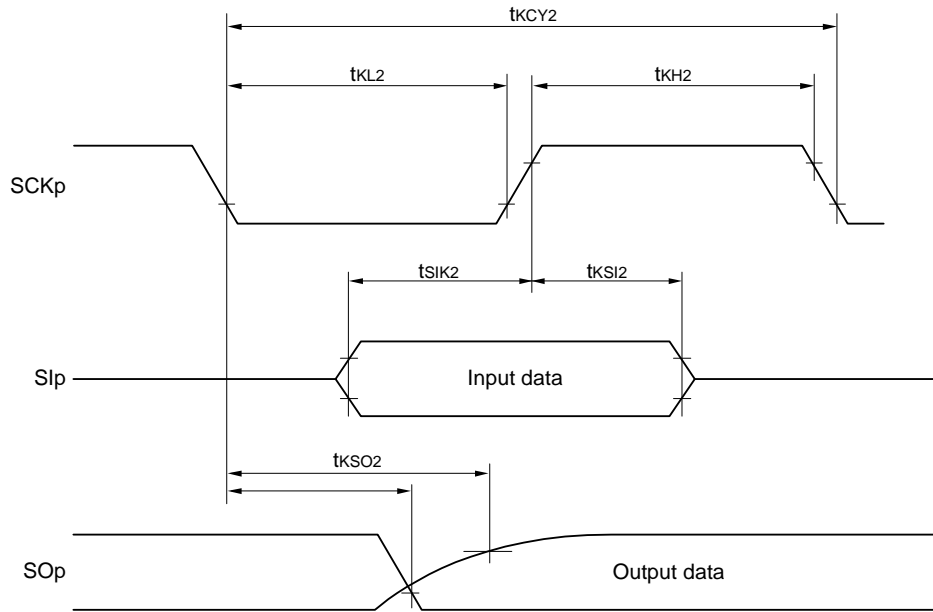 tKCY2
tKL2
tKH2
SCKp
tSIK2
tKSI2
SIp
Input data
tKSO2
SOp
Output data